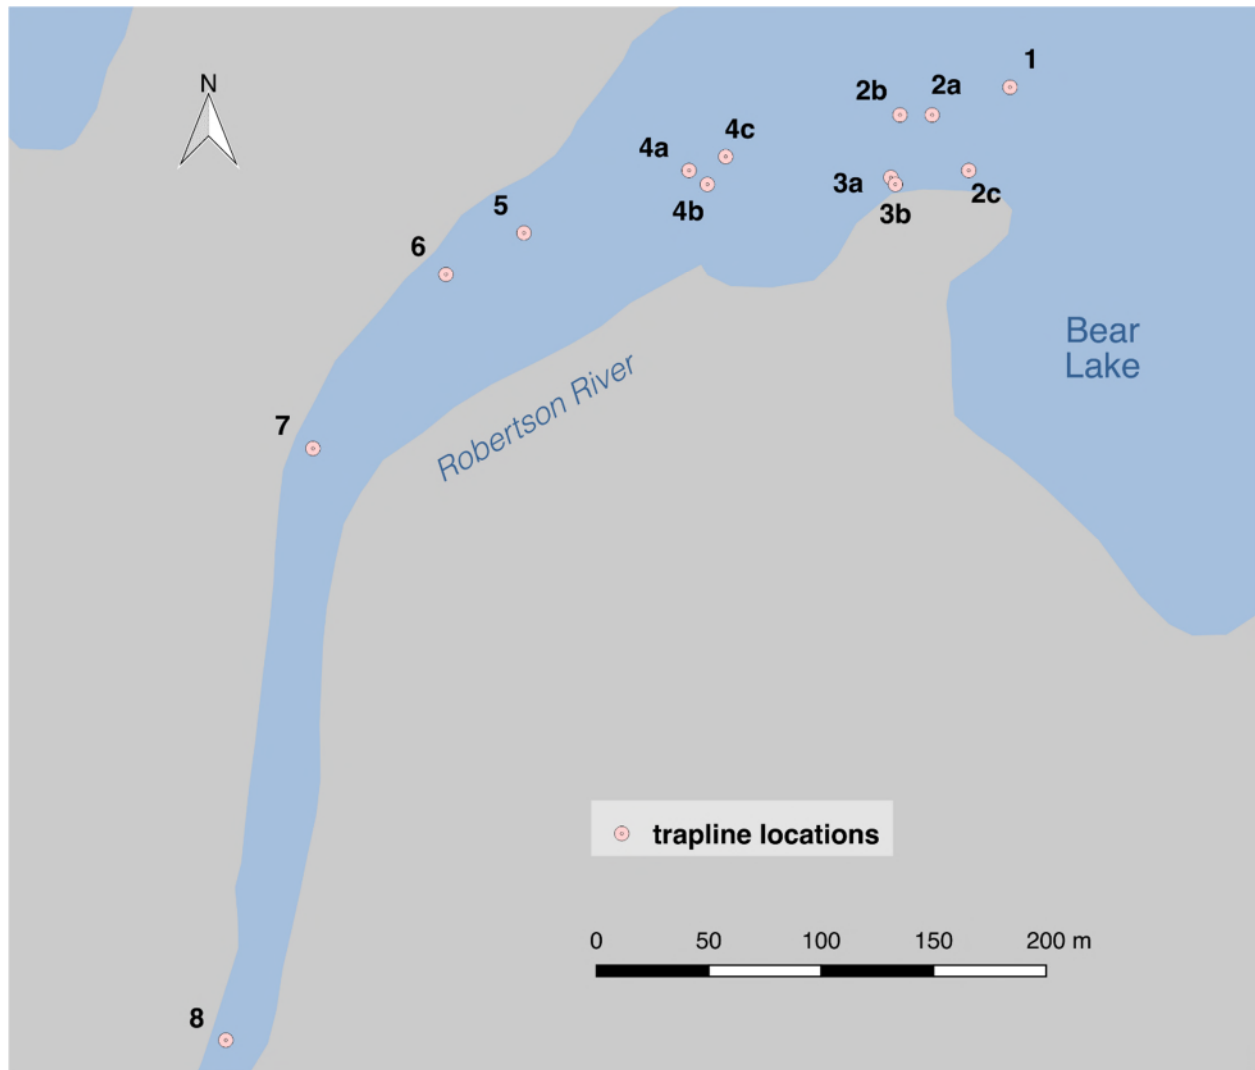 N
1
2b
2a
4c
4a
3a
2c
4b
3b
5
6
Bear
Lake
Robertson River
7
trapline locations
0 50 100 150 200 m
8